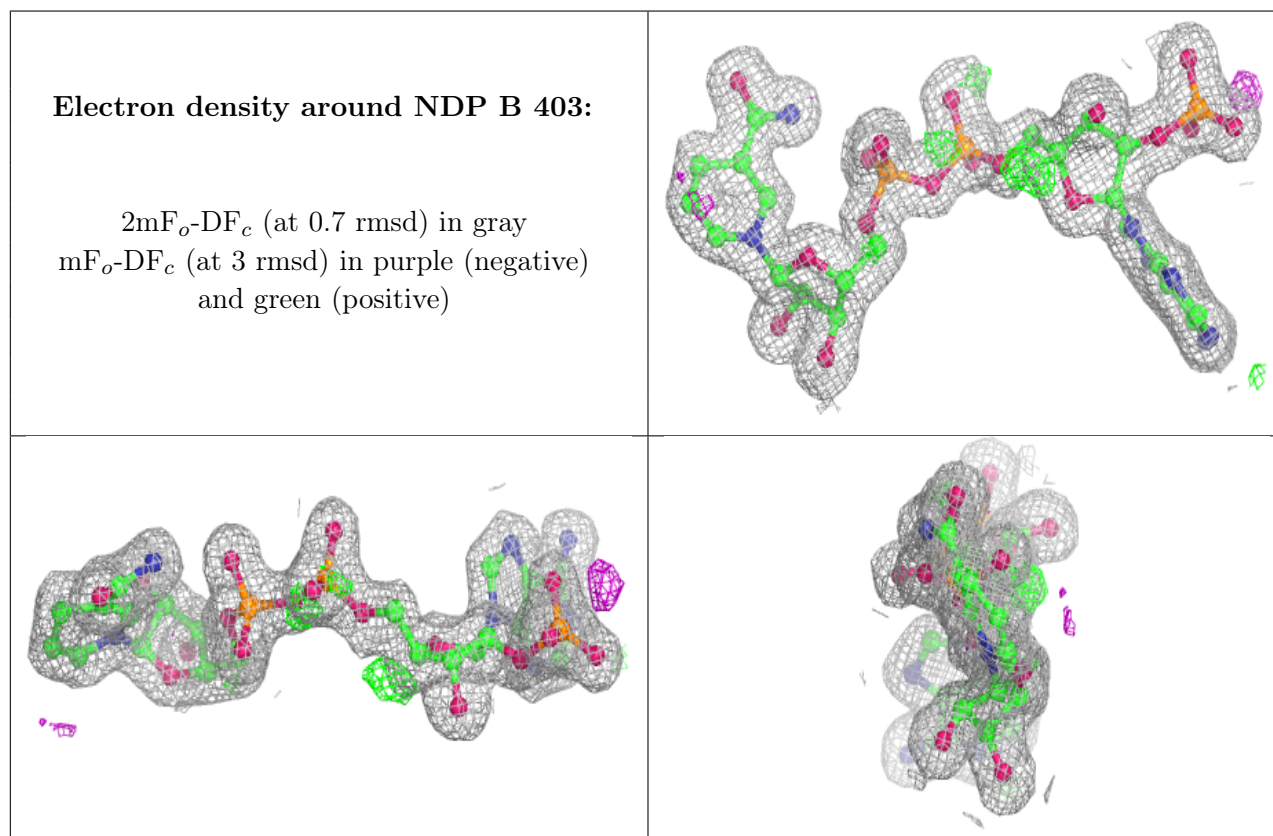 Electron density around NDP B 403:
2mFo-DFc (at 0.7 rmsd) in gray
mFo-DFc (at 3 rmsd) in purple (negative)
and green (positive)